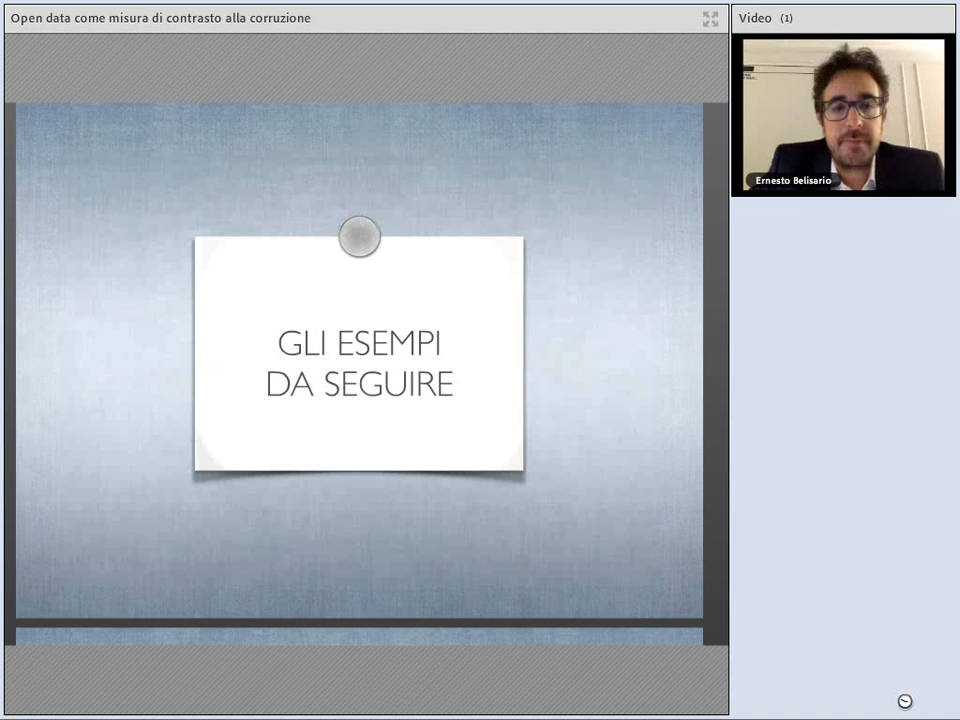 Open data come misura di contrasto alla corruzione
Video (1)
Ernesto Belisario
GLI ESEMPI
DA SEGUIRE